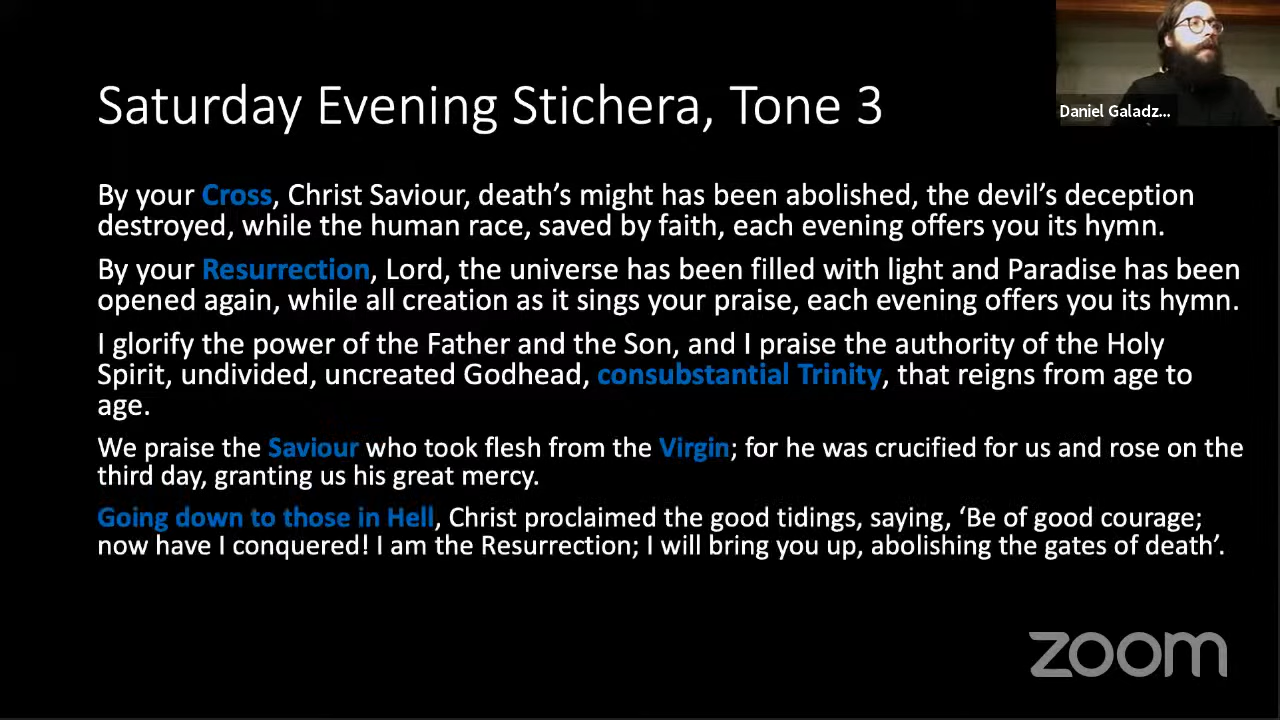 Saturday Evening Stichera, Tone 3
Daniel Galadz...
By your Cross, Christ Saviour, death’s might has been abolished, the devil’s deception
destroyed, while the human race, saved by faith, each evening offers you its hymn.
By your Resurrection, Lord, the universe has been filled with light and Paradise has been
opened again, while all creation as it sings your praise, each evening offers you its hymn.
I glorify the power of the Father and the Son, and I praise the authority of the Holy
Spirit, undivided, uncreated Godhead, consubstantial Trinity, that reigns from age to
age.
We praise the Saviour who took flesh from the Virgin; for he was crucified for us and rose on the
third day, granting us his great mercy.
Going down to those in Hell, Christ proclaimed the good tidings, saying, ‘Be of good courage;
now have I conquered! I am the Resurrection; I will bring you up, abolishing the gates of death’.
zoom